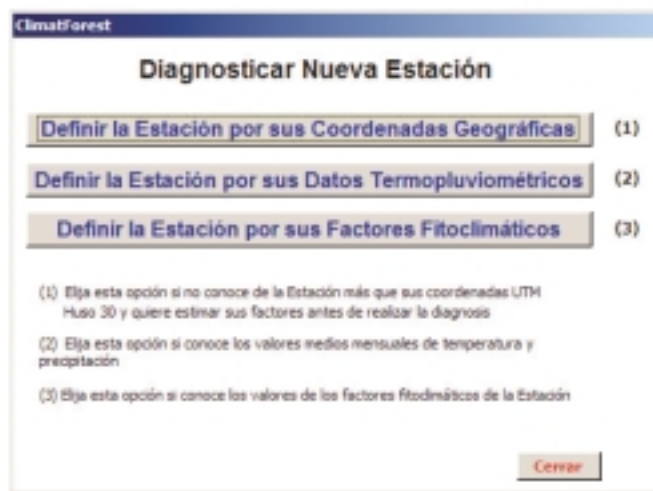 ClimatForest
Diagnosticar Nueva Estación
Definir la Estación por sus Coordenadas Geográficas (1)
Definir la Estación por sus Datos Termopluviométricos (2)
Definir la Estación por sus Factores Fitoclimáticos (3)
(1) Elija esta opción si no conoce de la Estación más que sus coordenadas UTM
Huso 30 y quiere estimar sus factores antes de realizar la diagnosis
(2) Elija esta opción si conoce los valores medios mensuales de temperatura y
precipitación
(3) Elija esta opción si conoce los valores de los factores fitoclimáticos de la Estación
Cerrar